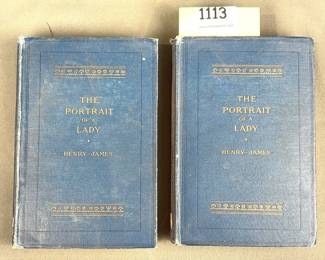 1113
THE
PORTRAIT
OF A
LADY
HENRY JAMES
THE
PORTRAIT
OF A
LADY
HENRY JAMES